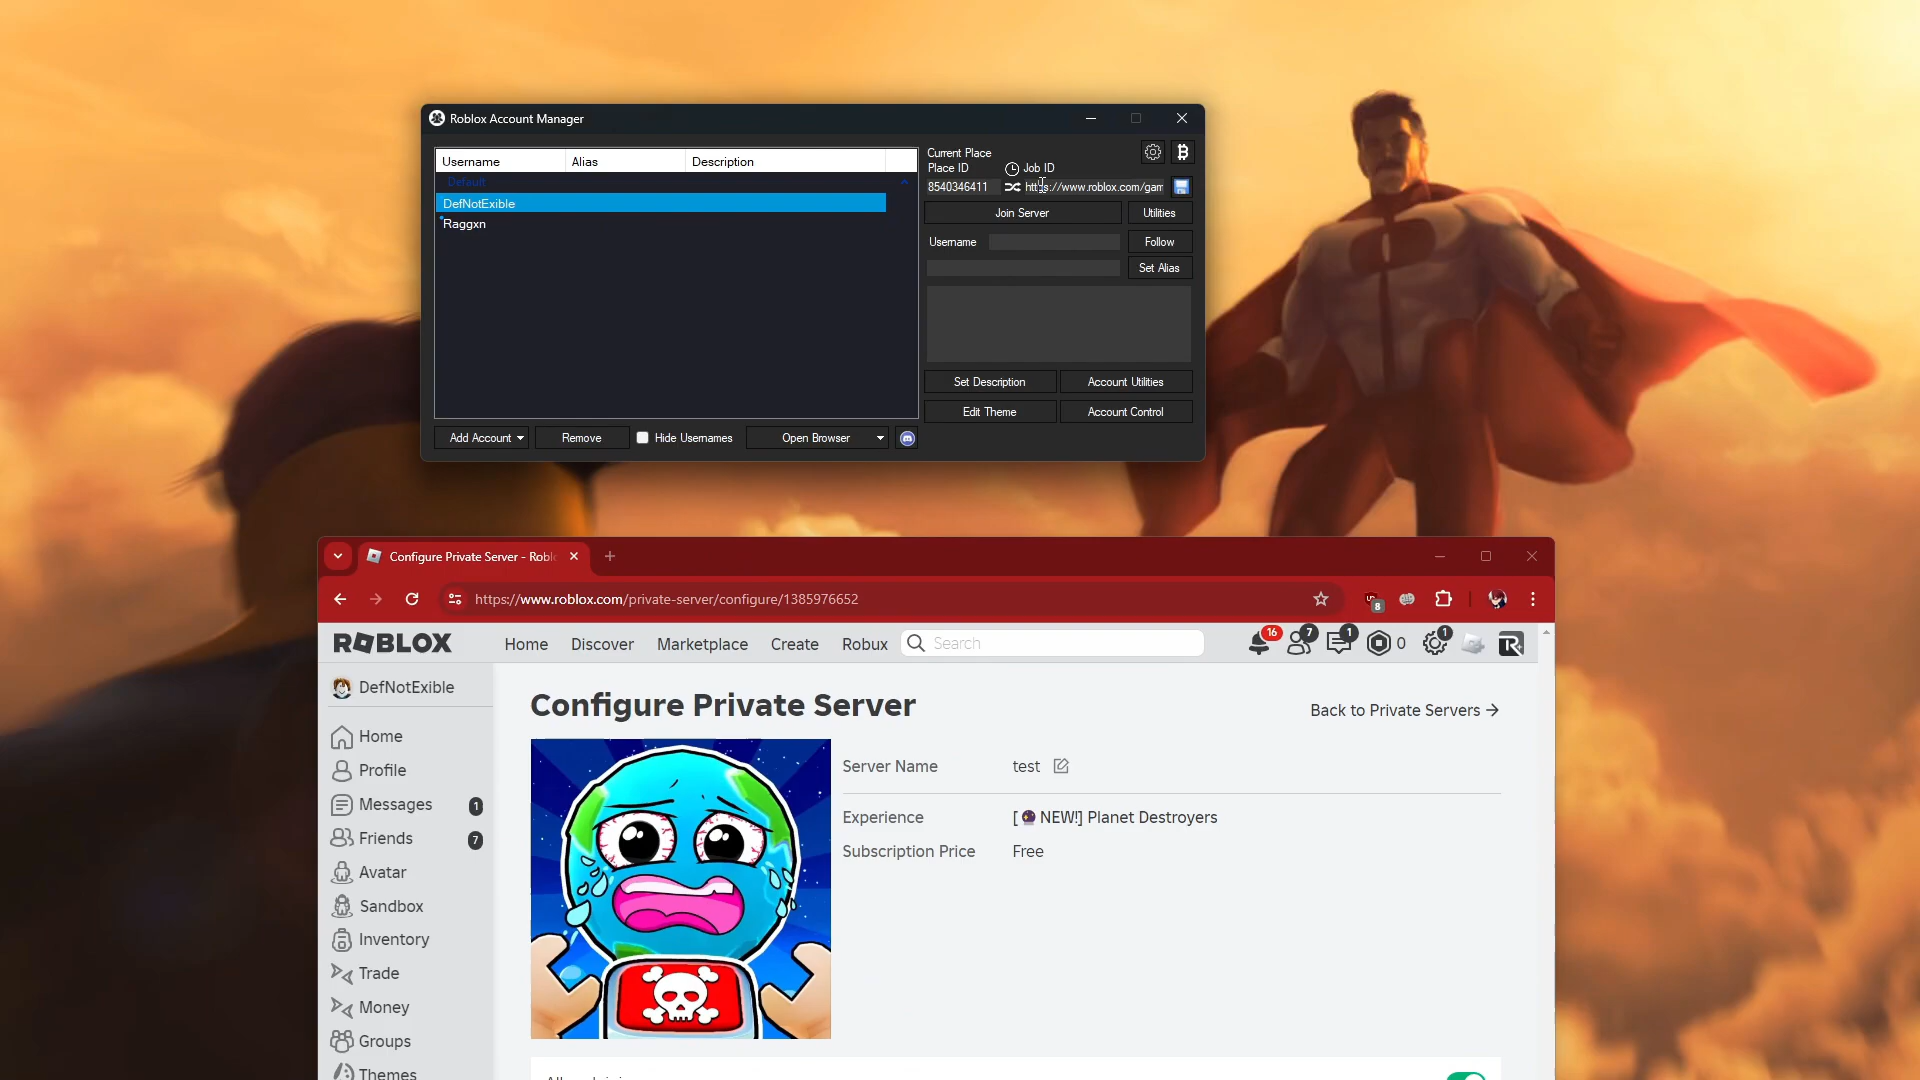 Roblox Account Manager
Username Alias Description
Default
DefNotExible
Raggxn
Current Place
Place ID Job ID
8540346411 https://www.roblox.com/gam
Join Server Utilities
Username Follow
Set Alias
Set Description Account Utilities
Edit Theme Account Control
Add Account Remove Hide Usernames Open Browser
Configure Private Server - Robl
https://www.roblox.com/private-server/configure/1385976652
8
ROBLOX Home Discover Marketplace Create Robux Search 16 7 1 0 1
DefNotExible
Home
Profile
Messages 1
Friends 7
Avatar
Sandbox
Inventory
Trade
Money
Groups
Themes
Configure Private Server
Back to Private Servers
Server Name test
Experience [🔮NEW!] Planet Destroyers
Subscription Price Free